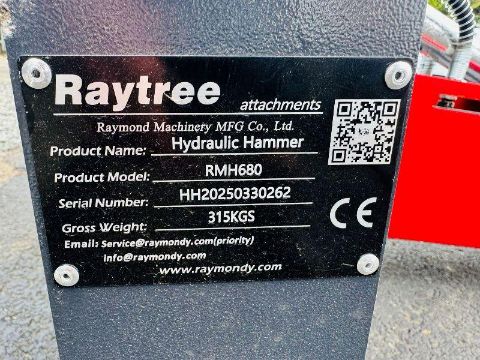 Raytree attachments
Raymond Machinery MFG Co., Ltd.
Product Name: Hydraulic Hammer
Product Model: RMH680
Serial Number: HH20250330262
Gross Weight: 315KGS
Email: Service@raymondy.com(priority)
Info@raymondy.com
www.raymondy.com
CE